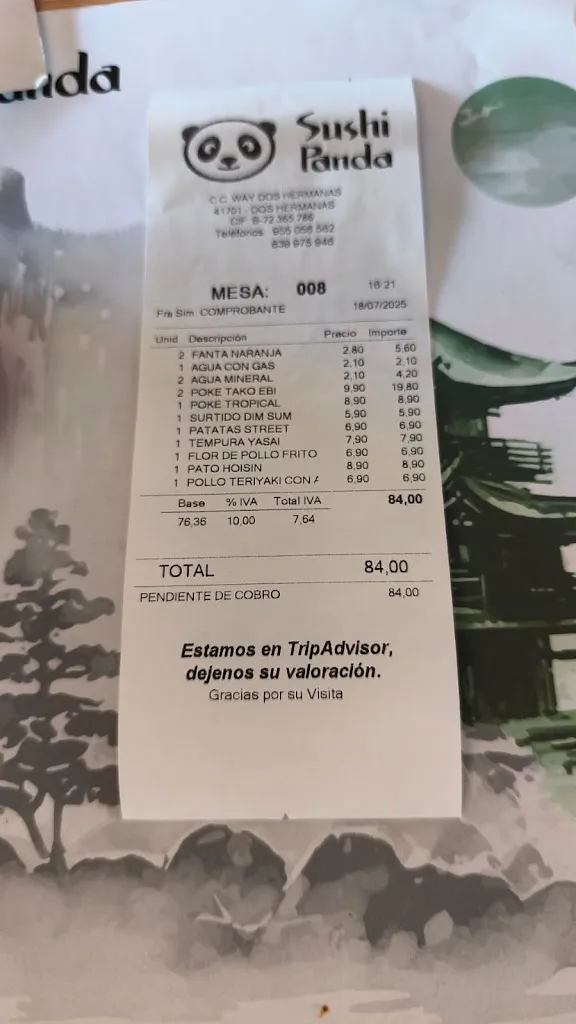 anda
Sushi
Panda
C.C. WAY DOS HERMANAS
41701 - DOS HERMANAS
CIF: B-72.365.786
Teléfonos: 955 056 562
639 975 946
MESA: 008 16:21
Fra Sim. COMPROBANTE 18/07/2025
Unid Descripción Precio Importe
2 FANTA NARANJA 2,80 5,60
1 AGUA CON GAS 2,10 2,10
2 AGUA MINERAL 2,10 4,20
2 POKE TAKO EBI 9,90 19,80
1 POKE TROPICAL 8,90 8,90
1 SURTIDO DIM SUM 5,90 5,90
1 PATATAS STREET 6,90 6,90
1 TEMPURA YASAI 7,90 7,90
1 FLOR DE POLLO FRITO 6,90 6,90
1 PATO HOISIN 8,90 8,90
1 POLLO TERIYAKI CON A 6,90 6,90
Base % IVA Total IVA 84,00
76,36 10,00 7,64
TOTAL 84,00
PENDIENTE DE COBRO 84,00
Estamos en TripAdvisor,
dejenos su valoración.
Gracias por su Visita